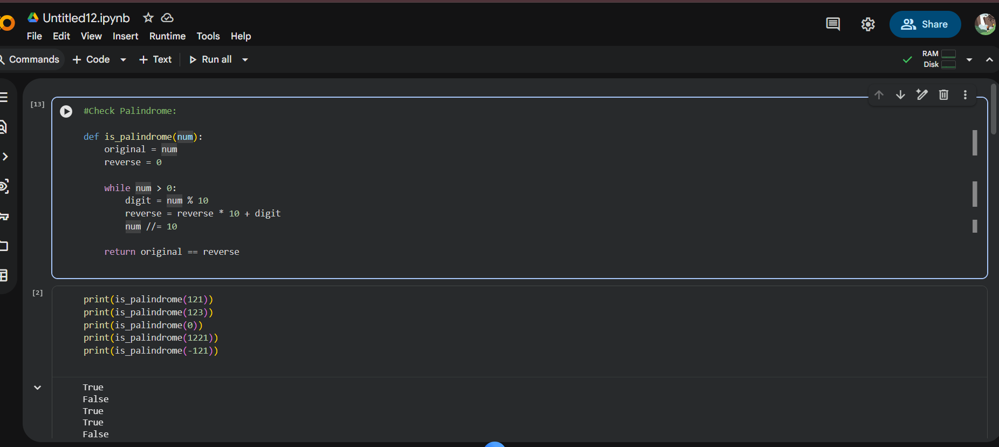 Untitled12.ipynb
File Edit View Insert Runtime Tools Help
Share
Commands + Code + Text Run all
RAM
Disk
[13]
#Check Palindrome:
def is_palindrome(num):
    original = num
    reverse = 0
    while num > 0:
        digit = num % 10
        reverse = reverse * 10 + digit
        num //= 10
    return original == reverse
[2]
print(is_palindrome(121))
print(is_palindrome(123))
print(is_palindrome(0))
print(is_palindrome(1221))
print(is_palindrome(-121))
True
False
True
True
False